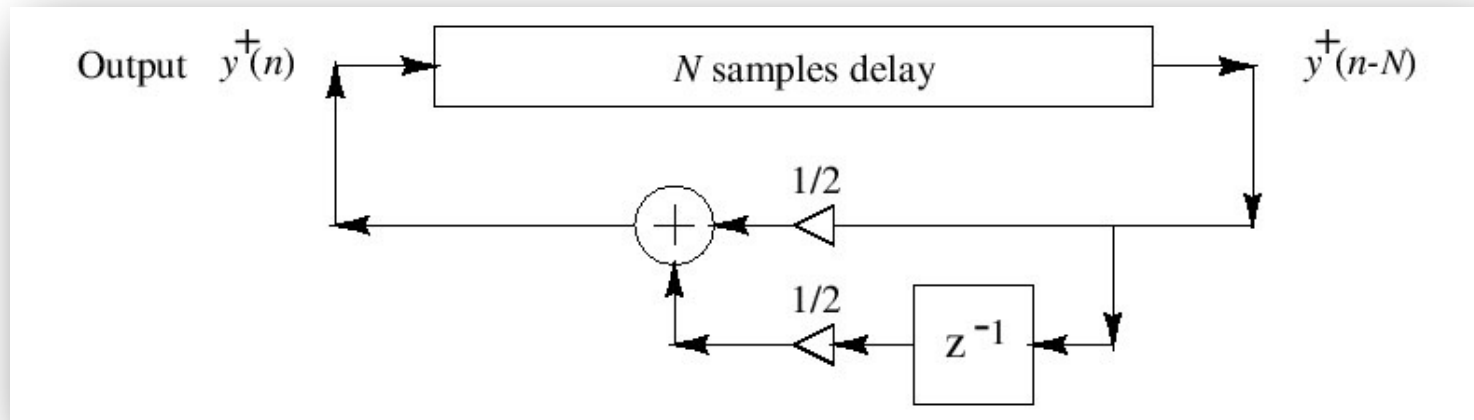 Output y⁺(n)
N samples delay
y⁺(n-N)
1/2
+
1/2
z⁻¹